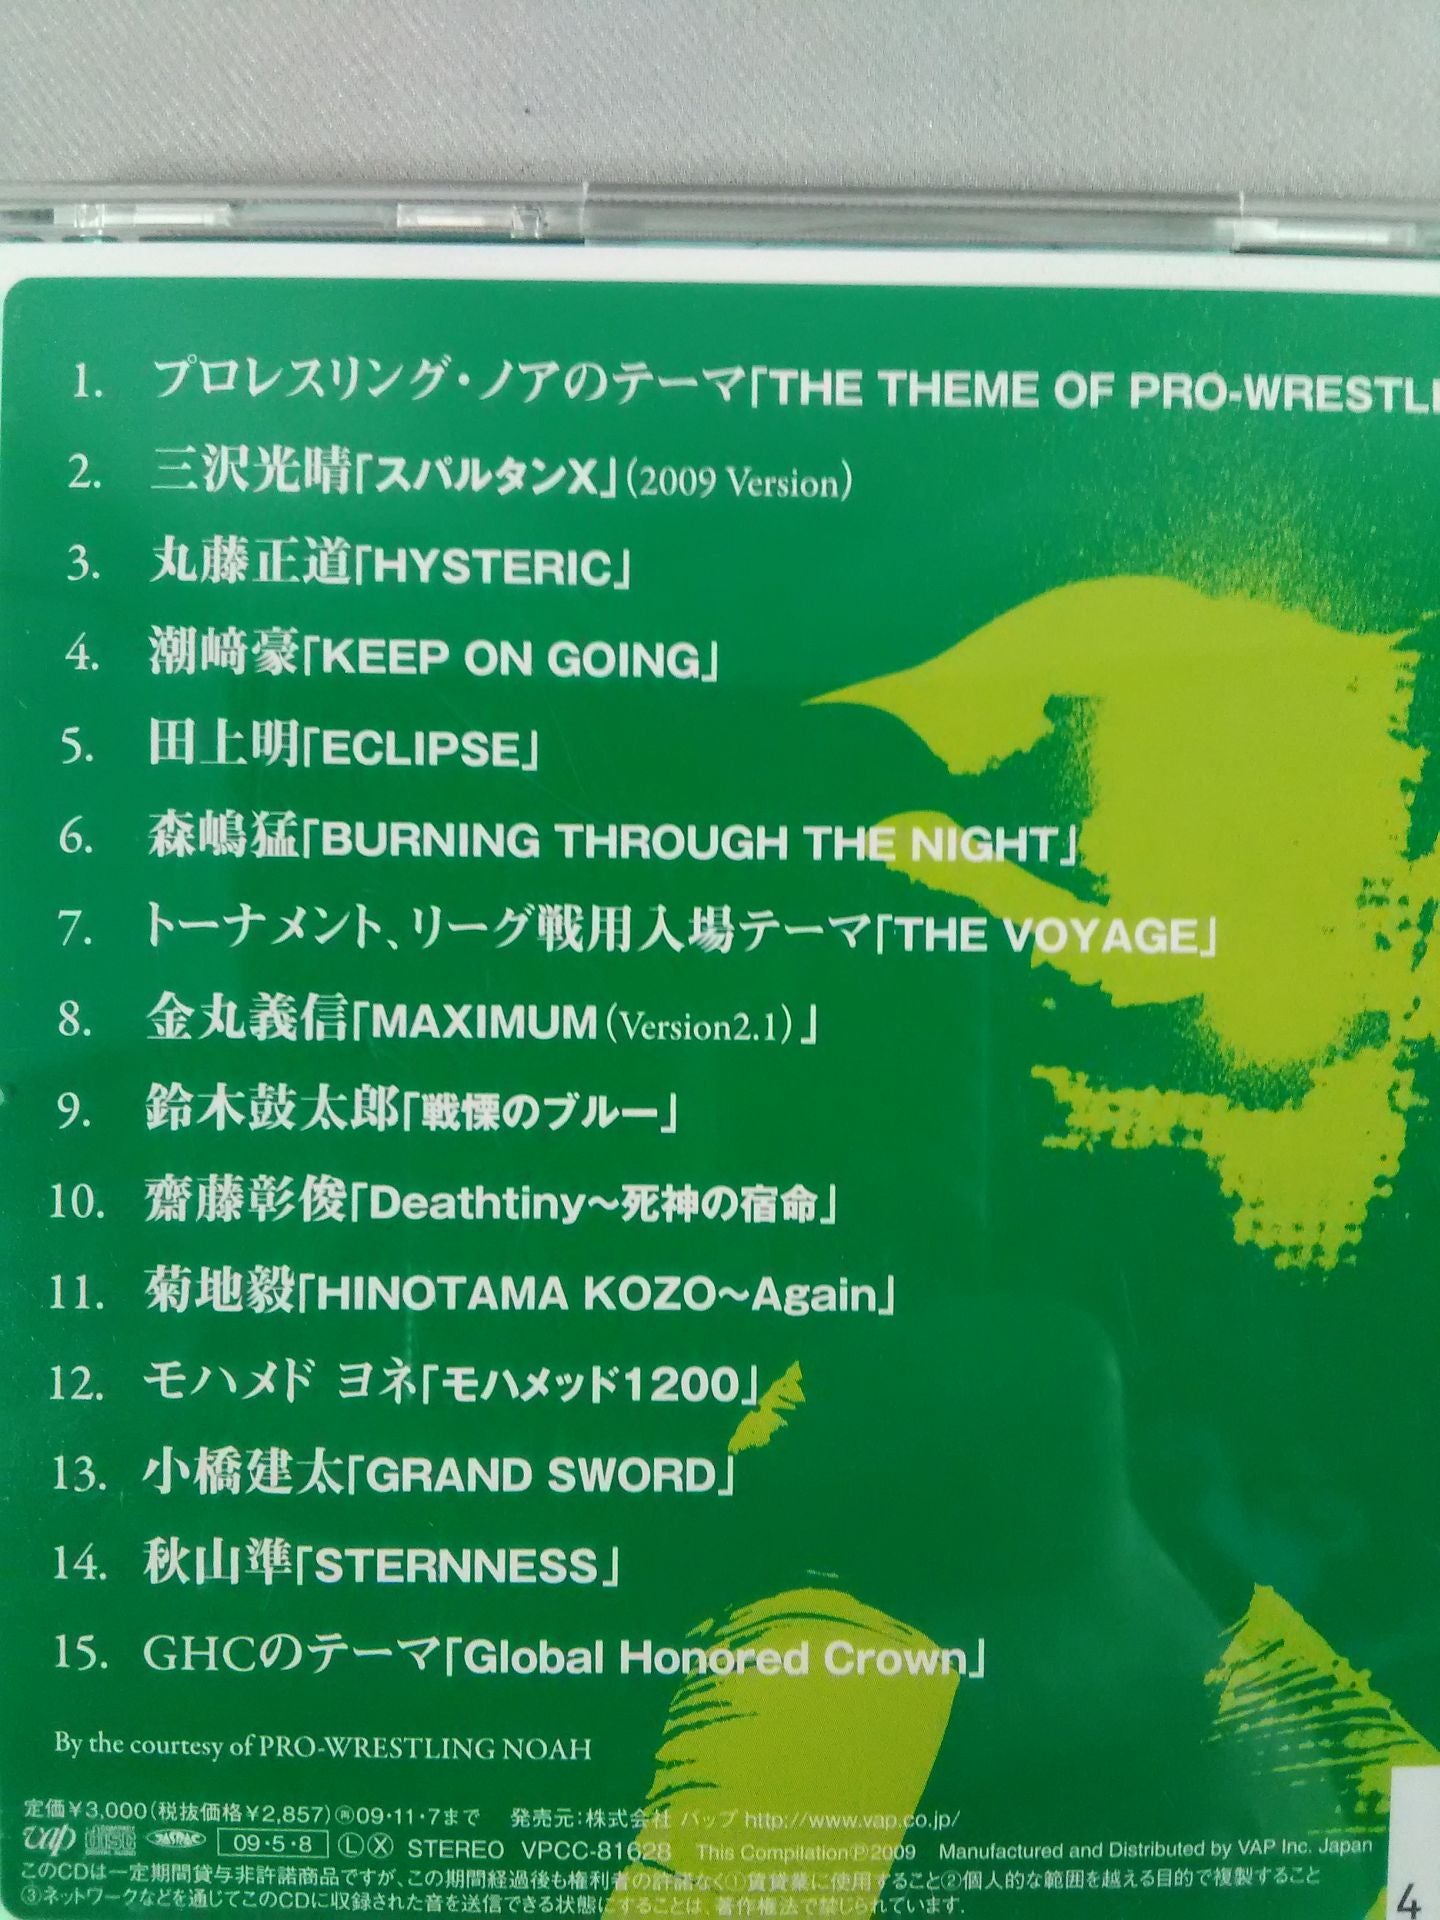 1. プロレスリング・ノアのテーマ「THE THEME OF PRO-WRESTLI
2. 三沢光晴「スパルタンX」(2009 Version)
3. 丸藤正道「HYSTERIC」
4. 潮﨑豪「KEEP ON GOING」
5. 田上明「ECLIPSE」
6. 森嶋猛「BURNING THROUGH THE NIGHT」
7. トーナメント、リーグ戦用入場テーマ「THE VOYAGE」
8. 金丸義信「MAXIMUM(Version2.1)」
9. 鈴木鼓太郎「戦慄のブルー」
10. 齋藤彰俊「Deathtiny〜死神の宿命」
11. 菊地毅「HINOTAMA KOZO〜Again」
12. モハメド ヨネ「モハメッド1200」
13. 小橋建太「GRAND SWORD」
14. 秋山準「STERNNESS」
15. GHCのテーマ「Global Honored Crown」
By the courtesy of PRO-WRESTLING NOAH
定価¥3,000(税抜価格¥2,857)㊢09・11・7まで 発売元:株式会社 バップ http://www.vap.co.jp/
vap COMPACT disc DIGITAL AUDIO JASRAC 09・5・8 Ⓛ Ⓧ STEREO VPCC-81628 This Compilation℗2009 Manufactured and Distributed by VAP Inc. Japan
このCDは一定期間貸与非許諾商品ですが、この期間経過後も権利者の許諾なく①賃貸業に使用すること②個人的な範囲を越える目的で複製すること
③ネットワークなどを通じてこのCDに収録された音を送信できる状態にすることは、著作権法で禁じられています.
4